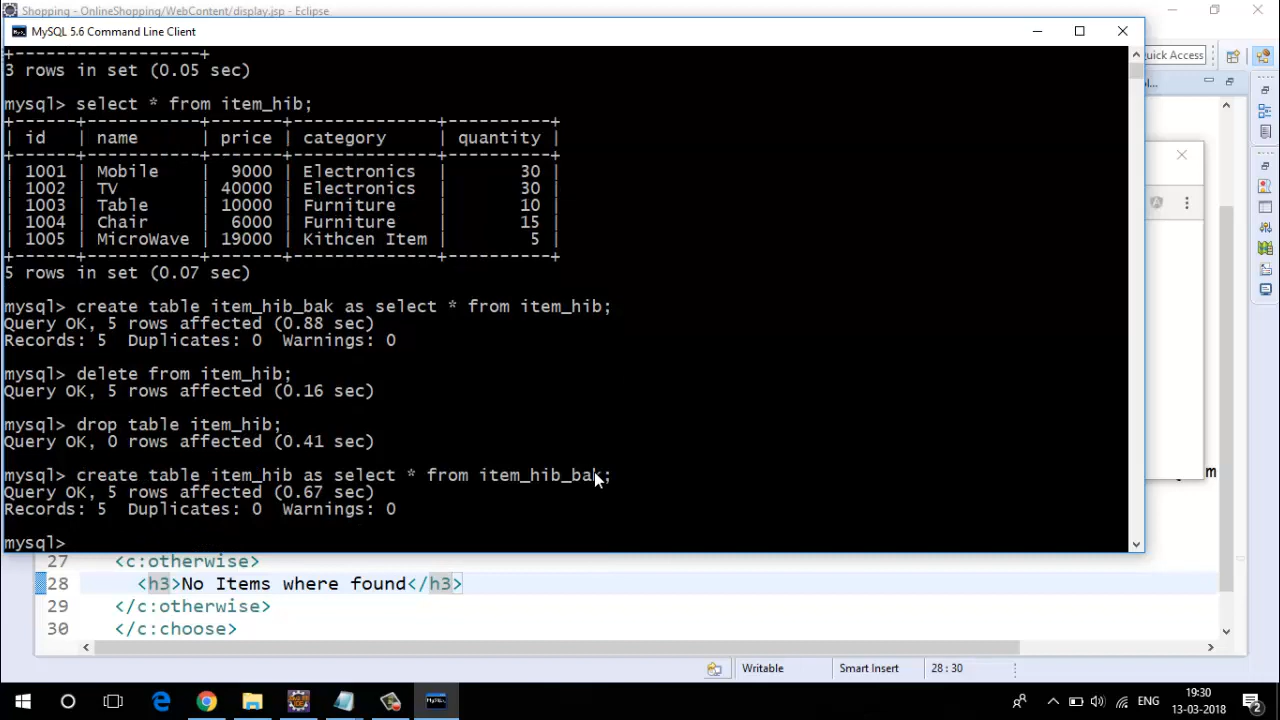 Shopping - OnlineShopping/WebContent/display.jsp - Eclipse
MySQL 5.6 Command Line Client
Quick Access
+------------------+
3 rows in set (0.05 sec)
mysql> select * from item_hib;
+------+-----------+-------+--------------+----------+
| id | name | price | category | quantity |
+------+-----------+-------+--------------+----------+
| 1001 | Mobile | 9000 | Electronics | 30 |
| 1002 | TV | 40000 | Electronics | 30 |
| 1003 | Table | 10000 | Furniture | 10 |
| 1004 | Chair | 6000 | Furniture | 15 |
| 1005 | MicroWave | 19000 | Kithcen Item | 5 |
+------+-----------+-------+--------------+----------+
5 rows in set (0.07 sec)
mysql> create table item_hib_bak as select * from item_hib;
Query OK, 5 rows affected (0.88 sec)
Records: 5 Duplicates: 0 Warnings: 0
mysql> delete from item_hib;
Query OK, 5 rows affected (0.16 sec)
mysql> drop table item_hib;
Query OK, 0 rows affected (0.41 sec)
mysql> create table item_hib as select * from item_hib_bak;
Query OK, 5 rows affected (0.67 sec)
Records: 5 Duplicates: 0 Warnings: 0
mysql>
27 <c:otherwise>
28 <h3>No Items where found</h3>
29 </c:otherwise>
30 </c:choose>
Writable Smart Insert 28 : 30
ENG 19:30
13-03-2018 2